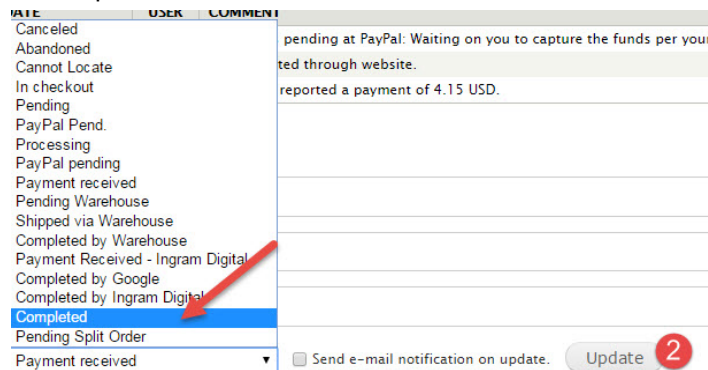 USER COMMENT
Canceled
pending at PayPal: Waiting on you to capture the funds per your
Abandoned
Cannot Locate
ted through website.
In checkout
reported a payment of 4.15 USD.
Pending
PayPal Pend.
Processing
PayPal pending
Payment received
Pending Warehouse
Shipped via Warehouse
Completed by Warehouse
Payment Received - Ingram Digital
Completed by Google
Completed by Ingram Digital
Completed
Pending Split Order
Payment received Send e-mail notification on update. Update 2